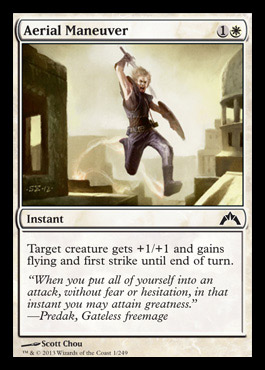 Aerial Maneuver 1
Instant
Target creature gets +1/+1 and gains
flying and first strike until end of turn.
“When you put all of yourself into an
attack, without fear or hesitation, in that
instant you may attain greatness.”
—Predak, Gateless freemage
Scott Chou
™ & © 2013 Wizards of the Coast 1/249